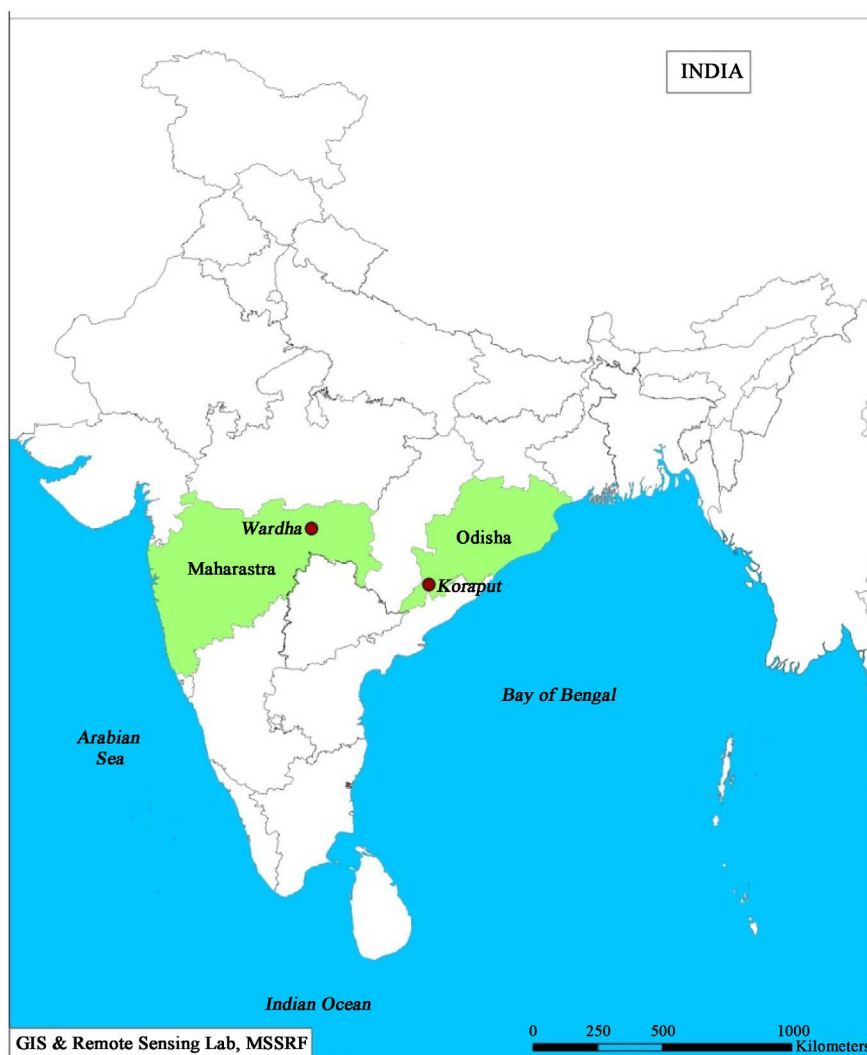 INDIA
Wardha
Odisha
Maharastra
Koraput
Bay of Bengal
Arabian
Sea
Indian Ocean
GIS & Remote Sensing Lab, MSSRF
0 250 500 1000
Kilometers